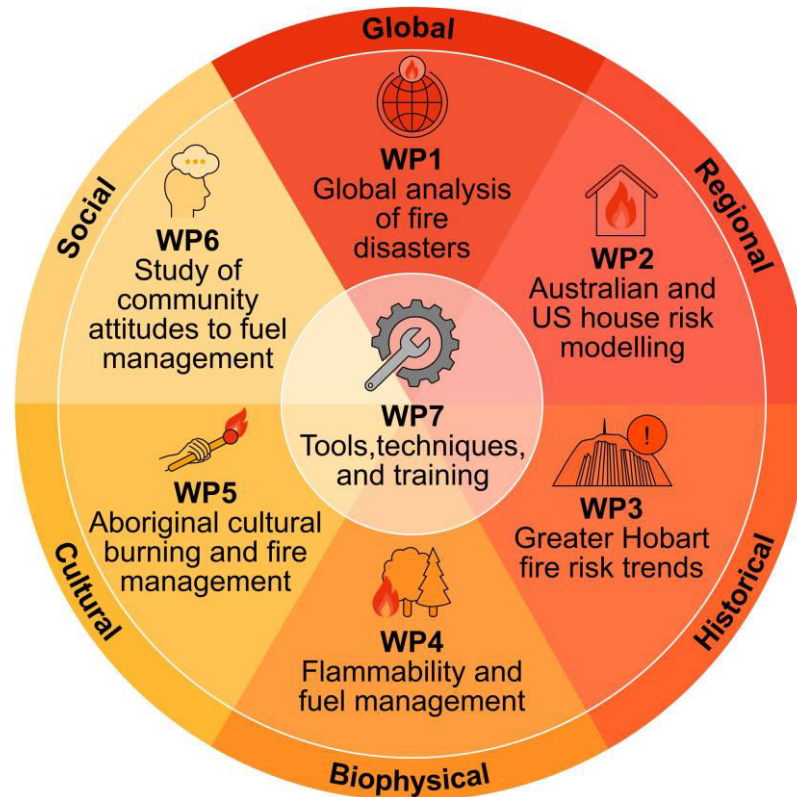 Global
WP1
Global analysis
of fire
disasters
Regional
WP2
Australian and
US house risk
modelling
Historical
!
WP3
Greater Hobart
fire risk trends
Biophysical
WP4
Flammability and
fuel management
Cultural
WP5
Aboriginal cultural
burning and fire
management
Social
WP6
Study of
community
attitudes to fuel
management
WP7
Tools,techniques,
and training